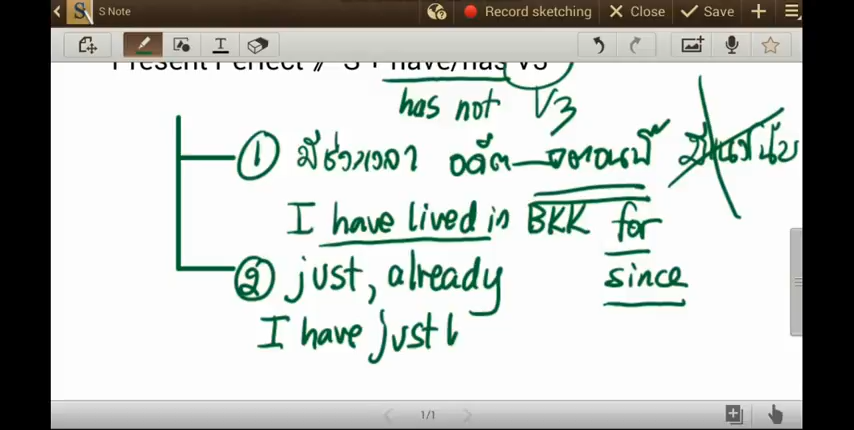 S Note
Record sketching Close Save
Present Perfect // S + have/has V3
has not V3
① มีช่วงเวลา อดีต—จตอนนี้
I have lived in BKK for
② just, already since
I have just
1/1